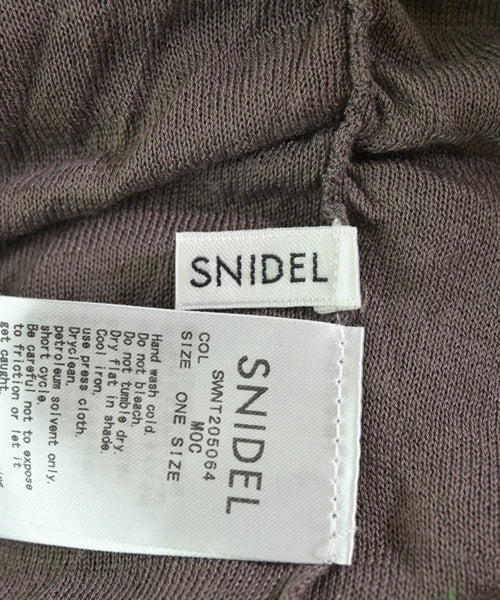 SNIDEL
SNIDEL
SWNT205064
COL MOC
SIZE ONE SIZE
Hand wash cold.
Do not bleach.
Do not tumble dry.
Dry flat in shade.
Cool iron.
use press cloth.
Dryclean.
petroleum solvent only.
short cycle.
Be careful not to expose
to friction or let it
get caught.